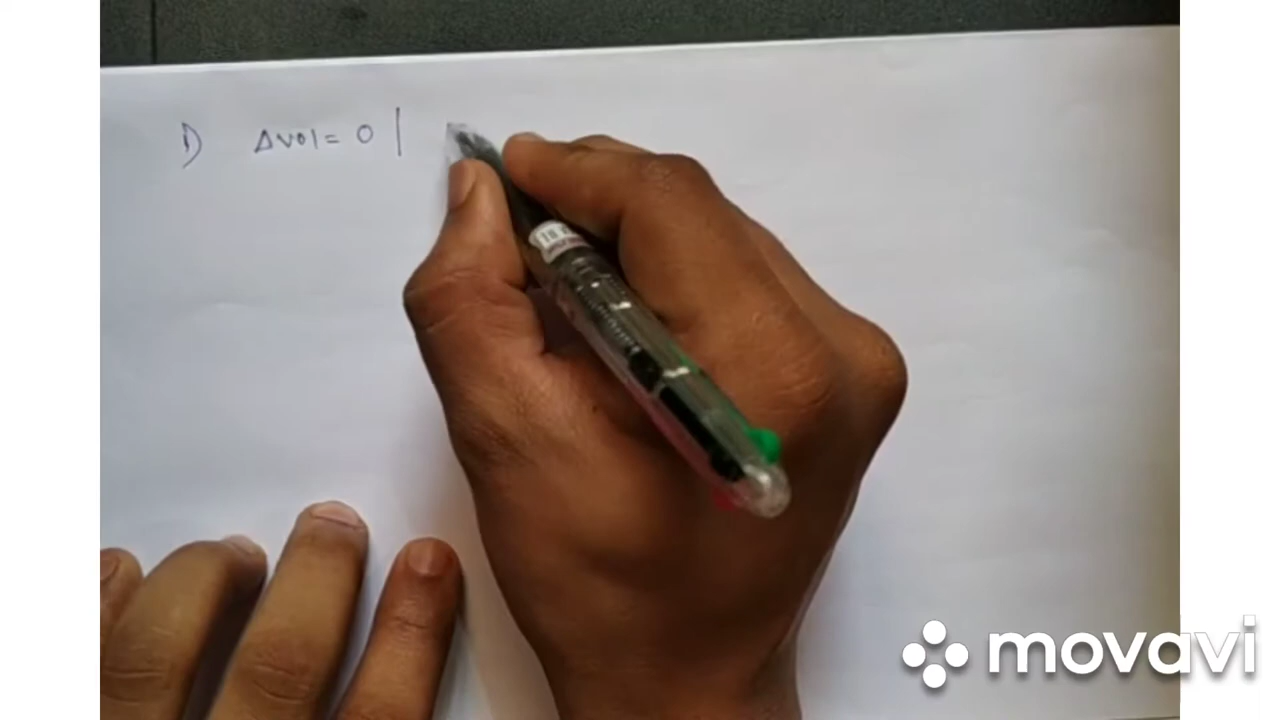 1) ΔVol = 0 |
movavi